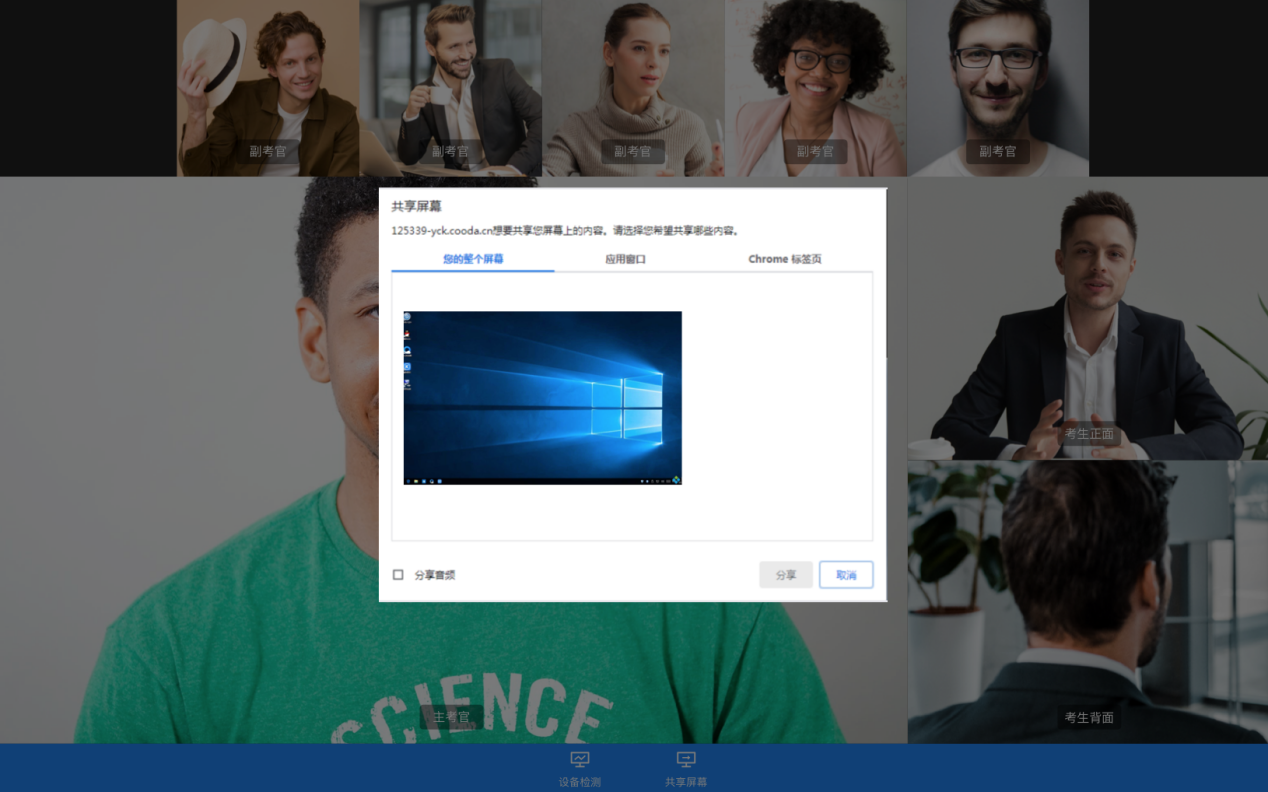 副考官
副考官
副考官
副考官
副考官
共享屏幕
125339-yck.cooda.cn想要共享您屏幕上的内容。请选择您希望共享哪些内容。
您的整个屏幕
应用窗口
Chrome 标签页
分享音频
分享
取消
考生正面
SCIENCE
主考官
考生背面
设备检测
共享屏幕